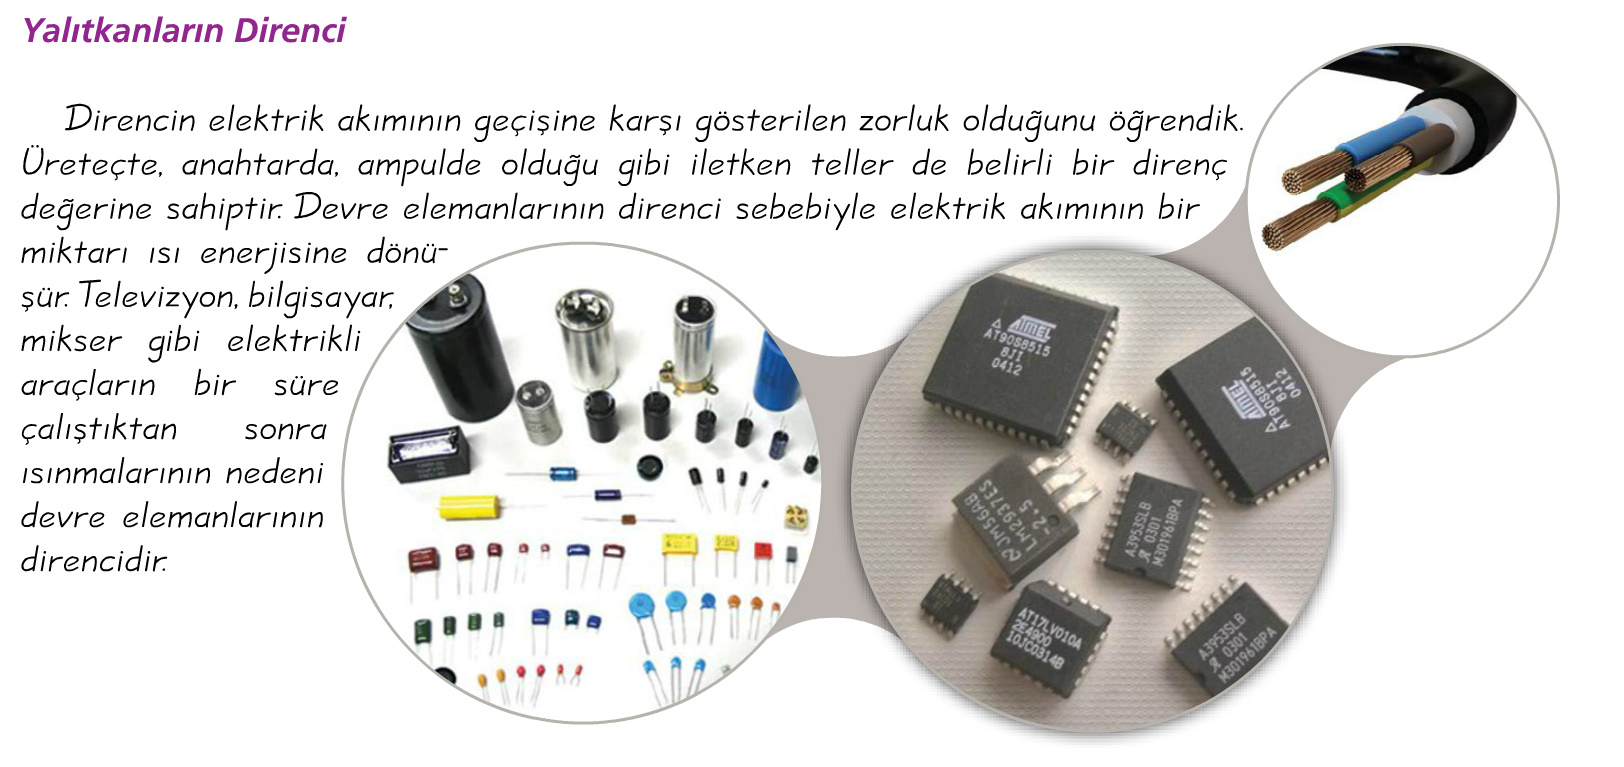 Yalıtkanların Direnci
Direncin elektrik akımının geçişine karşı gösterilen zorluk olduğunu öğrendik.
Üreteçte, anahtarda, ampulde olduğu gibi iletken teller de belirli bir direnç
değerine sahiptir. Devre elemanlarının direnci sebebiyle elektrik akımının bir
miktarı ısı enerjisine dönü-
şür. Televizyon, bilgisayar,
mikser gibi elektrikli
araçların bir süre
çalıştıktan sonra
ısınmalarının nedeni
devre elemanlarının
direncidir.
ATMEL
AT90S8515
8JI
0412
ATMEL
AT90S8515
8JI
0412
JM56AB
LM2937ES
-2.5
A3953SLB
0301
M301961BPA
AT17LV010A
2E490D
10JC0314B
A3953SLB
0301
M301961BPA